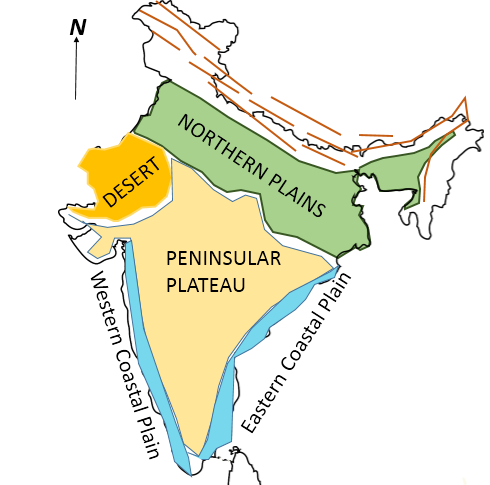 N
NORTHERN PLAINS
DESERT
PENINSULAR
PLATEAU
Western Coastal Plain
Eastern Coastal Plain